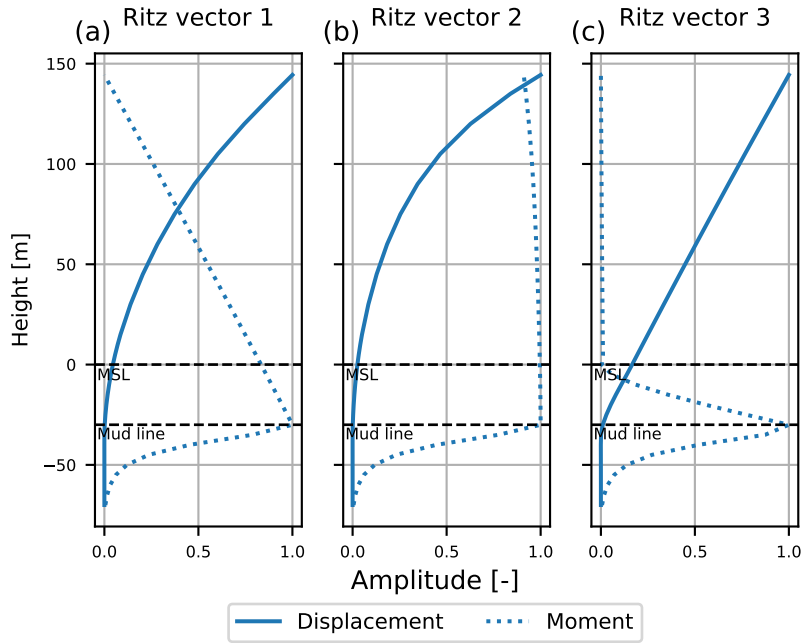 Ritz vector 1
Ritz vector 2
Ritz vector 3
(a)
(b)
(c)
150
100
50
0
−50
Height [m]
MSL
MSL
MSL
Mud line
Mud line
Mud line
0.0 0.5 1.0
0.0 0.5 1.0
0.0 0.5 1.0
Amplitude [-]
Displacement
Moment